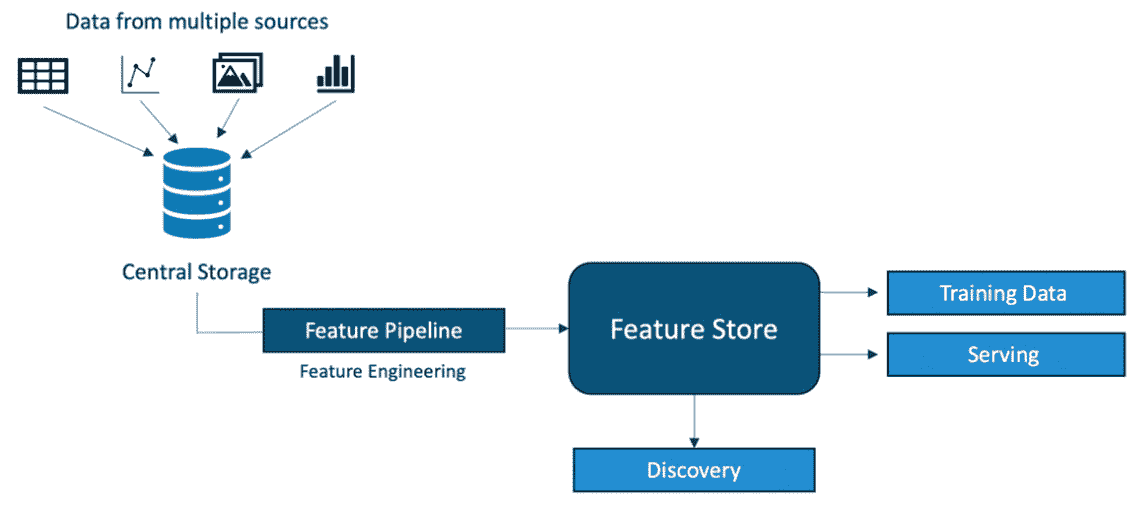 Data from multiple sources
Central Storage
Feature Pipeline
Feature Engineering
Feature Store
Training Data
Serving
Discovery